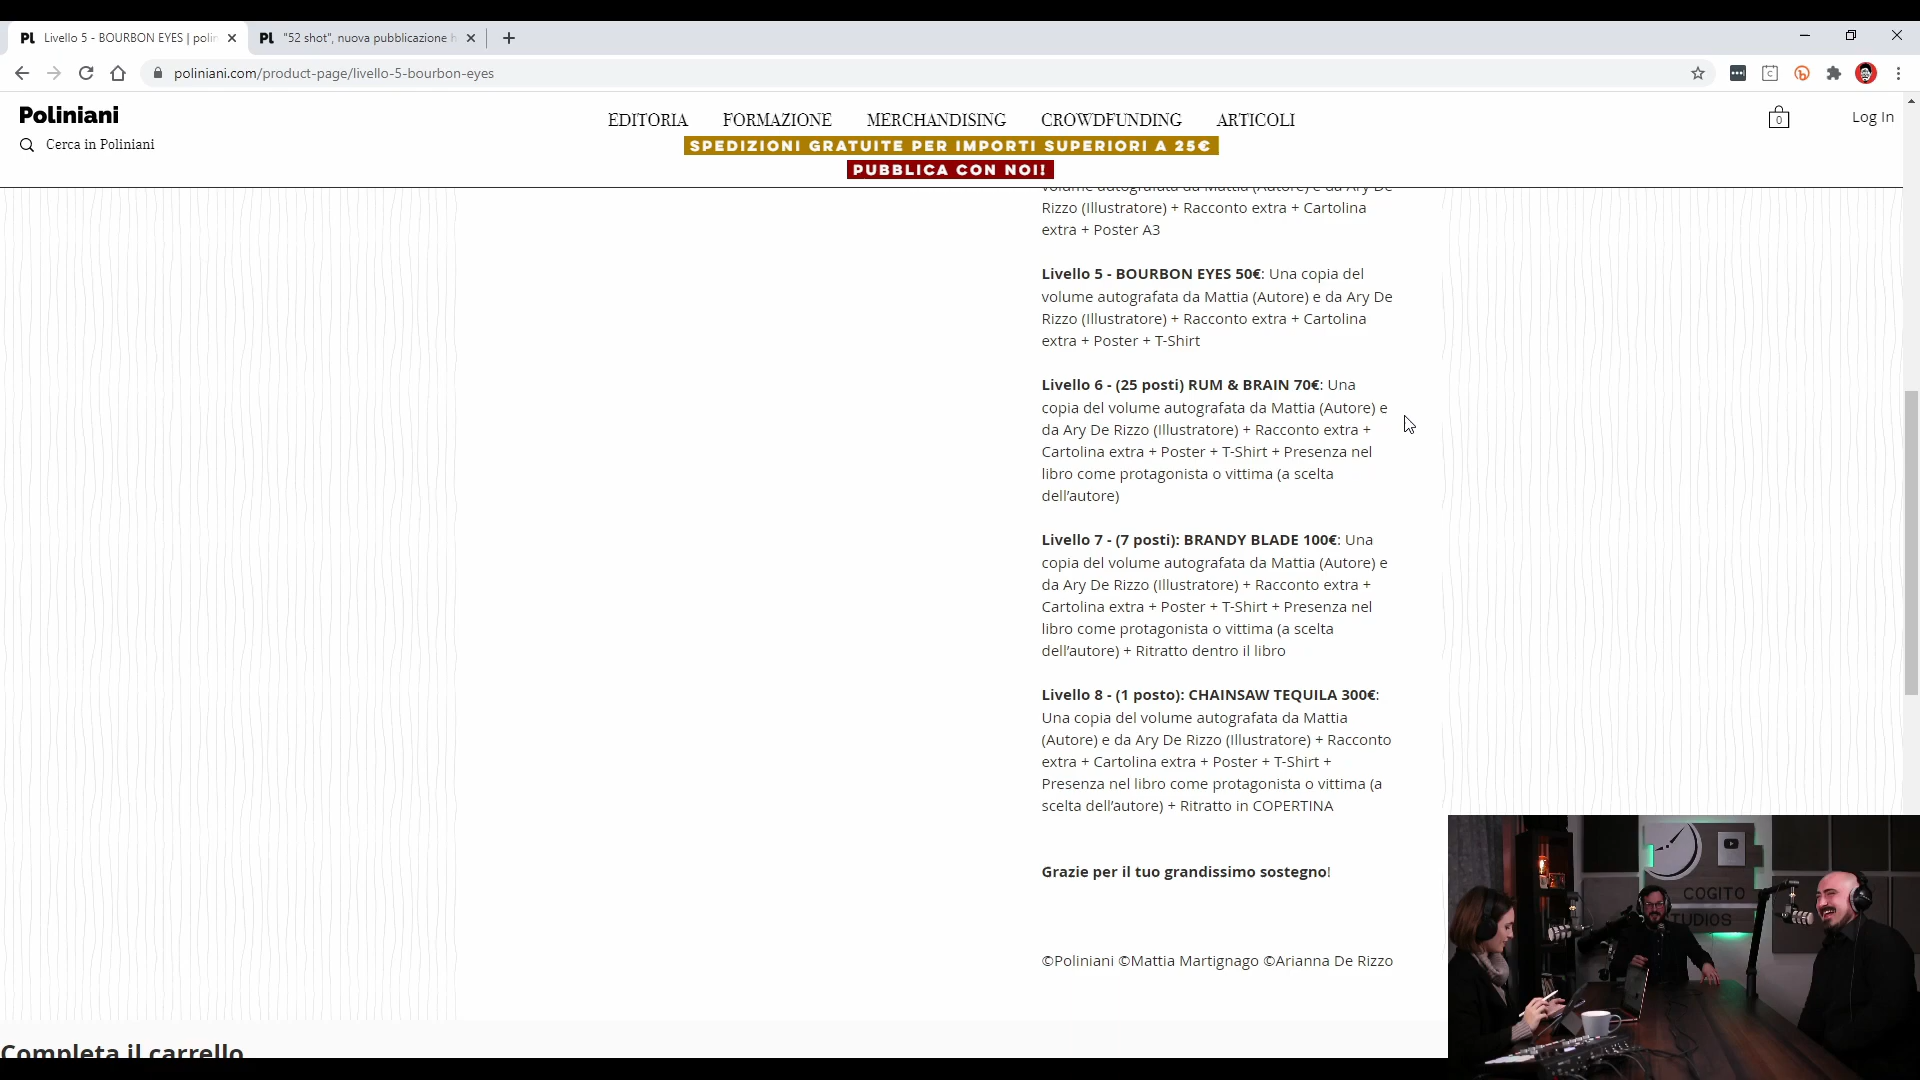 Livello 5 - BOURBON EYES | polin
"52 shot", nuova pubblicazione h
poliniani.com/product-page/livello-5-bourbon-eyes
Poliniani
Cerca in Poliniani
EDITORIA FORMAZIONE MERCHANDISING CROWDFUNDING ARTICOLI
SPEDIZIONI GRATUITE PER IMPORTI SUPERIORI A 25€
PUBBLICA CON NOI!
0
Log In
volume autografata da Mattia (Autore) e da Ary De
Rizzo (Illustratore) + Racconto extra + Cartolina
extra + Poster A3
Livello 5 - BOURBON EYES 50€: Una copia del
volume autografata da Mattia (Autore) e da Ary De
Rizzo (Illustratore) + Racconto extra + Cartolina
extra + Poster + T-Shirt
Livello 6 - (25 posti) RUM & BRAIN 70€: Una
copia del volume autografata da Mattia (Autore) e
da Ary De Rizzo (Illustratore) + Racconto extra +
Cartolina extra + Poster + T-Shirt + Presenza nel
libro come protagonista o vittima (a scelta
dell’autore)
Livello 7 - (7 posti): BRANDY BLADE 100€: Una
copia del volume autografata da Mattia (Autore) e
da Ary De Rizzo (Illustratore) + Racconto extra +
Cartolina extra + Poster + T-Shirt + Presenza nel
libro come protagonista o vittima (a scelta
dell’autore) + Ritratto dentro il libro
Livello 8 - (1 posto): CHAINSAW TEQUILA 300€:
Una copia del volume autografata da Mattia
(Autore) e da Ary De Rizzo (Illustratore) + Racconto
extra + Cartolina extra + Poster + T-Shirt +
Presenza nel libro come protagonista o vittima (a
scelta dell’autore) + Ritratto in COPERTINA
Grazie per il tuo grandissimo sostegno!
©Poliniani ©Mattia Martignago ©Arianna De Rizzo
Completa il carrello
COGITO
TUDIOS